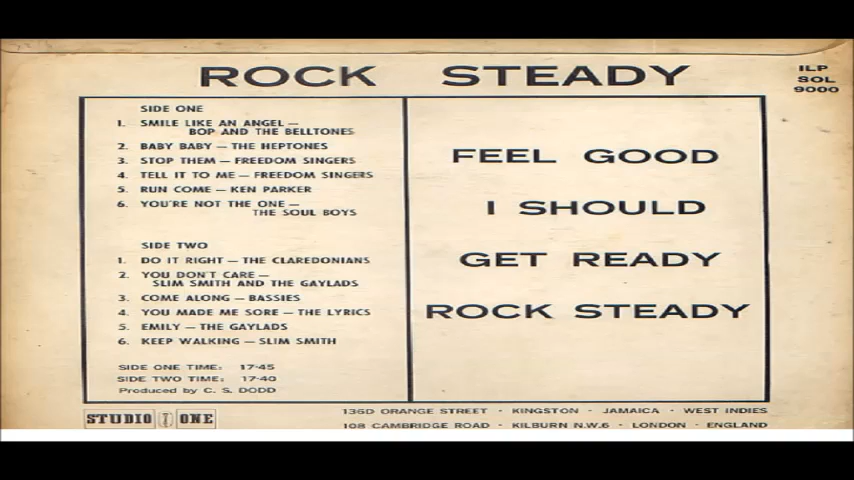 ROCK STEADY
ILP
SOL
9000
SIDE ONE
1. SMILE LIKE AN ANGEL —
BOP AND THE BELLTONES
2. BABY BABY — THE HEPTONES
3. STOP THEM — FREEDOM SINGERS
4. TELL IT TO ME — FREEDOM SINGERS
5. RUN COME — KEN PARKER
6. YOU'RE NOT THE ONE —
THE SOUL BOYS
SIDE TWO
1. DO IT RIGHT — THE CLAREDONIANS
2. YOU DON'T CARE —
SLIM SMITH AND THE GAYLADS
3. COME ALONG — BASSIES
4. YOU MADE ME SORE — THE LYRICS
5. EMILY — THE GAYLADS
6. KEEP WALKING — SLIM SMITH
SIDE ONE TIME: 17·45
SIDE TWO TIME: 17·40
Produced by C. S. DODD
FEEL GOOD
I SHOULD
GET READY
ROCK STEADY
STUDIO ONE
136D ORANGE STREET · KINGSTON · JAMAICA · WEST INDIES
108 CAMBRIDGE ROAD · KILBURN N.W.6 · LONDON · ENGLAND